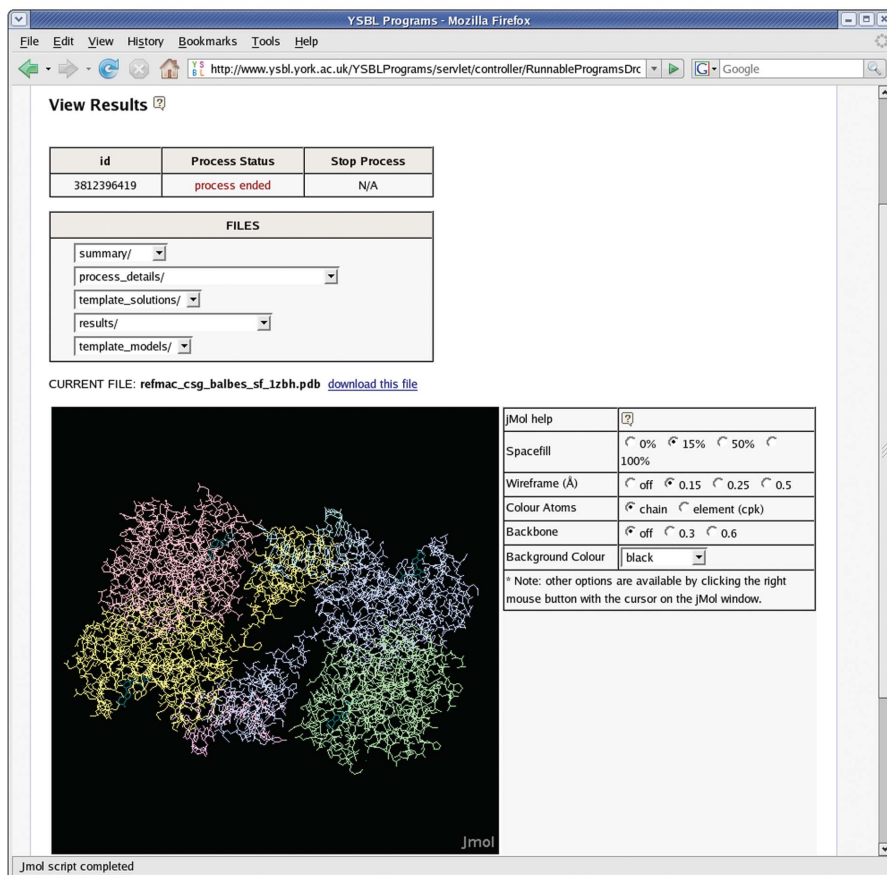 YSBL Programs - Mozilla Firefox
File Edit View History Bookmarks Tools Help
YS BL http://www.ysbl.york.ac.uk/YSBLPrograms/servlet/controller/RunnableProgramsDrc G Google
View Results ?
id Process Status Stop Process
3812396419 process ended N/A
FILES
summary/
process_details/
template_solutions/
results/
template_models/
CURRENT FILE: refmac_csg_balbes_sf_1zbh.pdb download this file
jMol help ?
Spacefill 0% 15% 50%
100%
Wireframe (Å) off 0.15 0.25 0.5
Colour Atoms chain element (cpk)
Backbone off 0.3 0.6
Background Colour black
* Note: other options are available by clicking the right
mouse button with the cursor on the jMol window.
Jmol
Jmol script completed